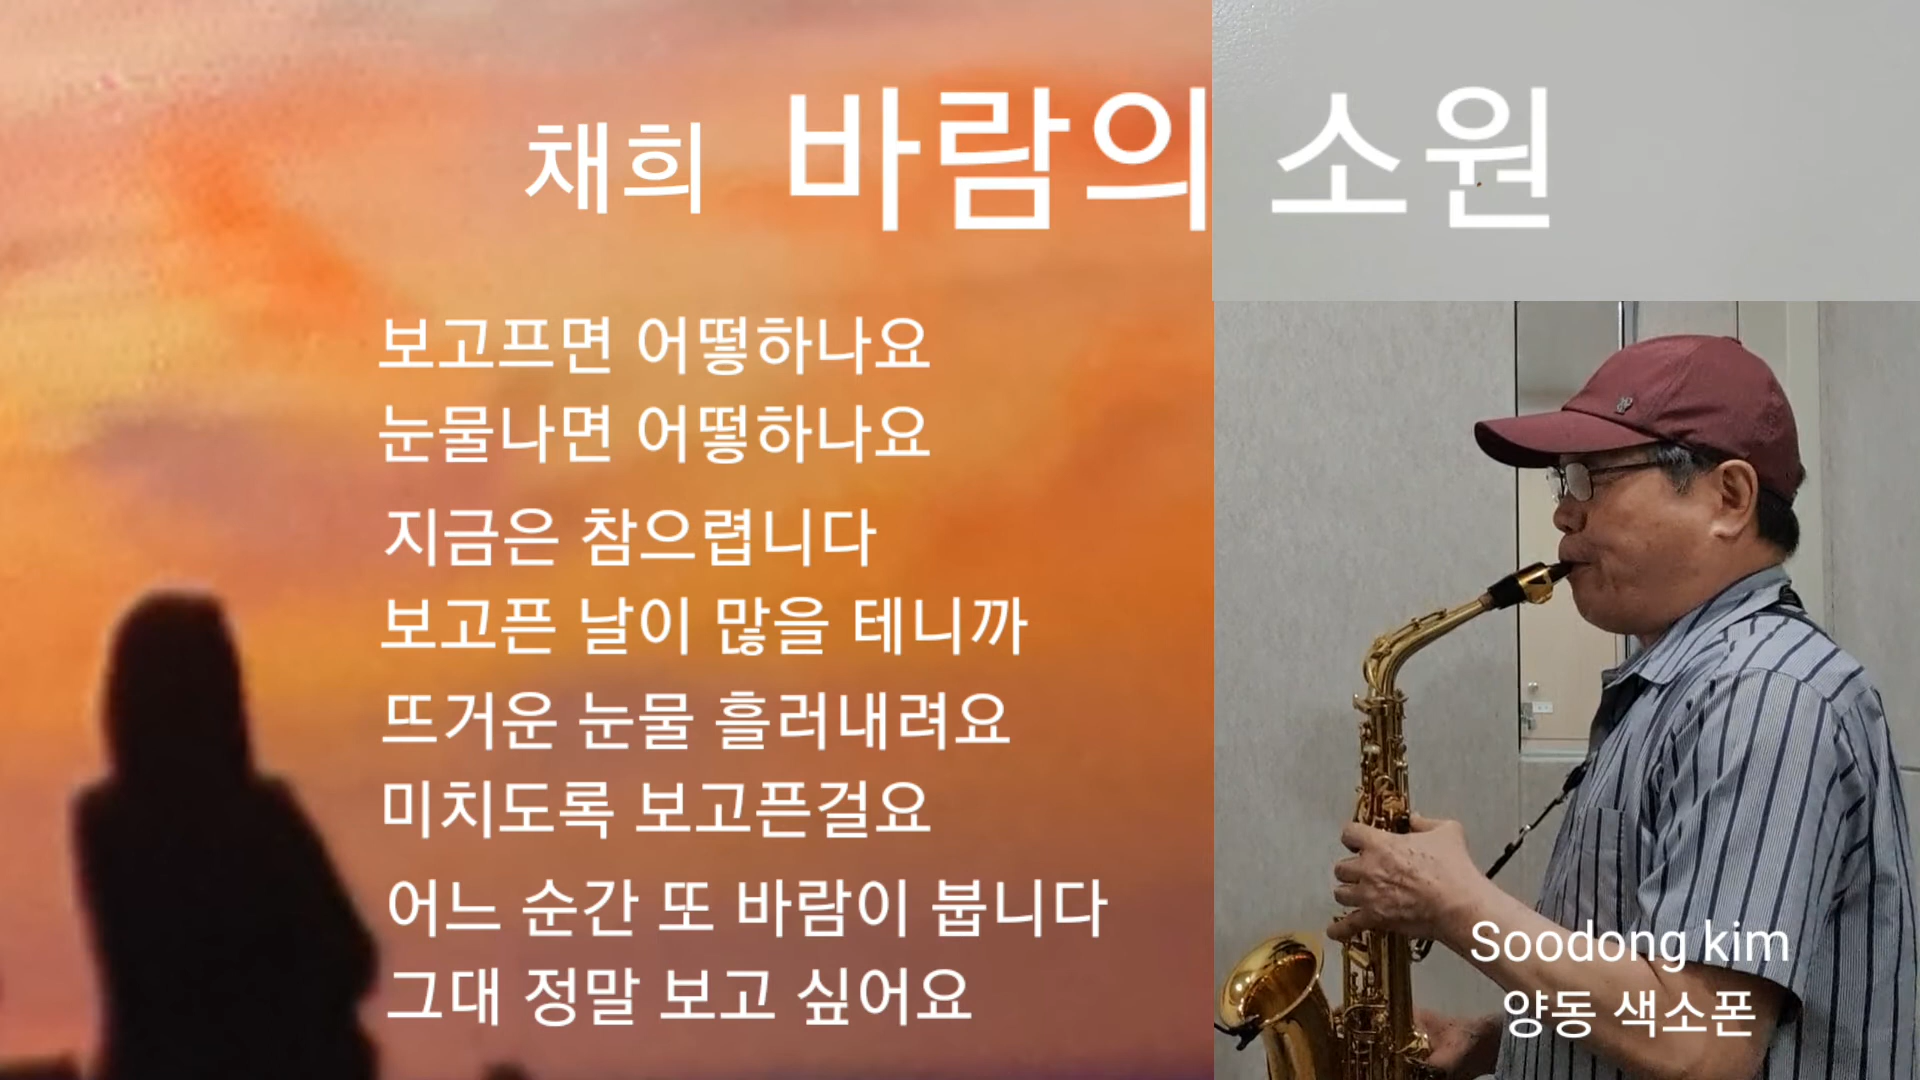 채희 바람의 소원
보고프면 어떻하나요
눈물나면 어떻하나요
지금은 참으렵니다
보고픈 날이 많을 테니까
뜨거운 눈물 흘러내려요
미치도록 보고픈걸요
어느 순간 또 바람이 붑니다
그대 정말 보고 싶어요
Soodong kim
양동 색소폰